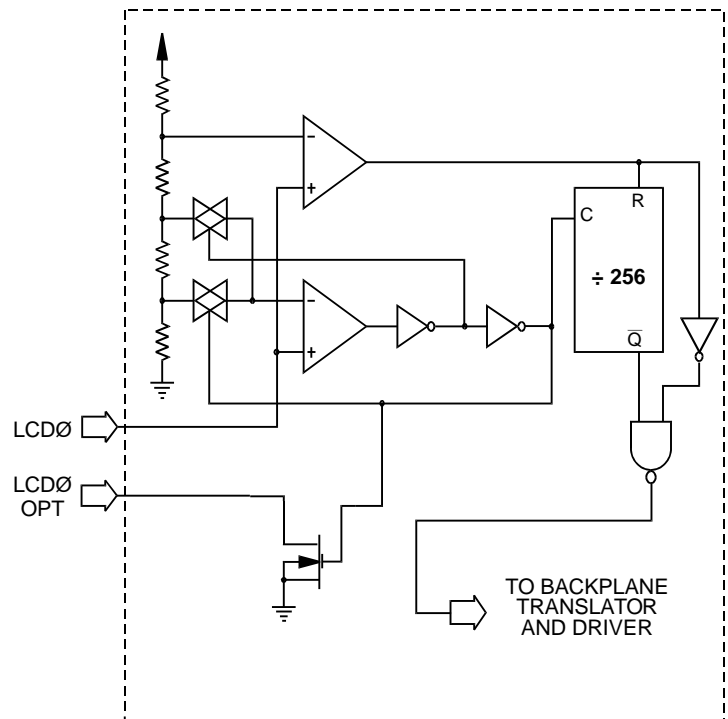 −
+
R
C
÷ 256
−
+
Q̅
LCDØ
LCDØ
OPT
TO BACKPLANE
TRANSLATOR
AND DRIVER